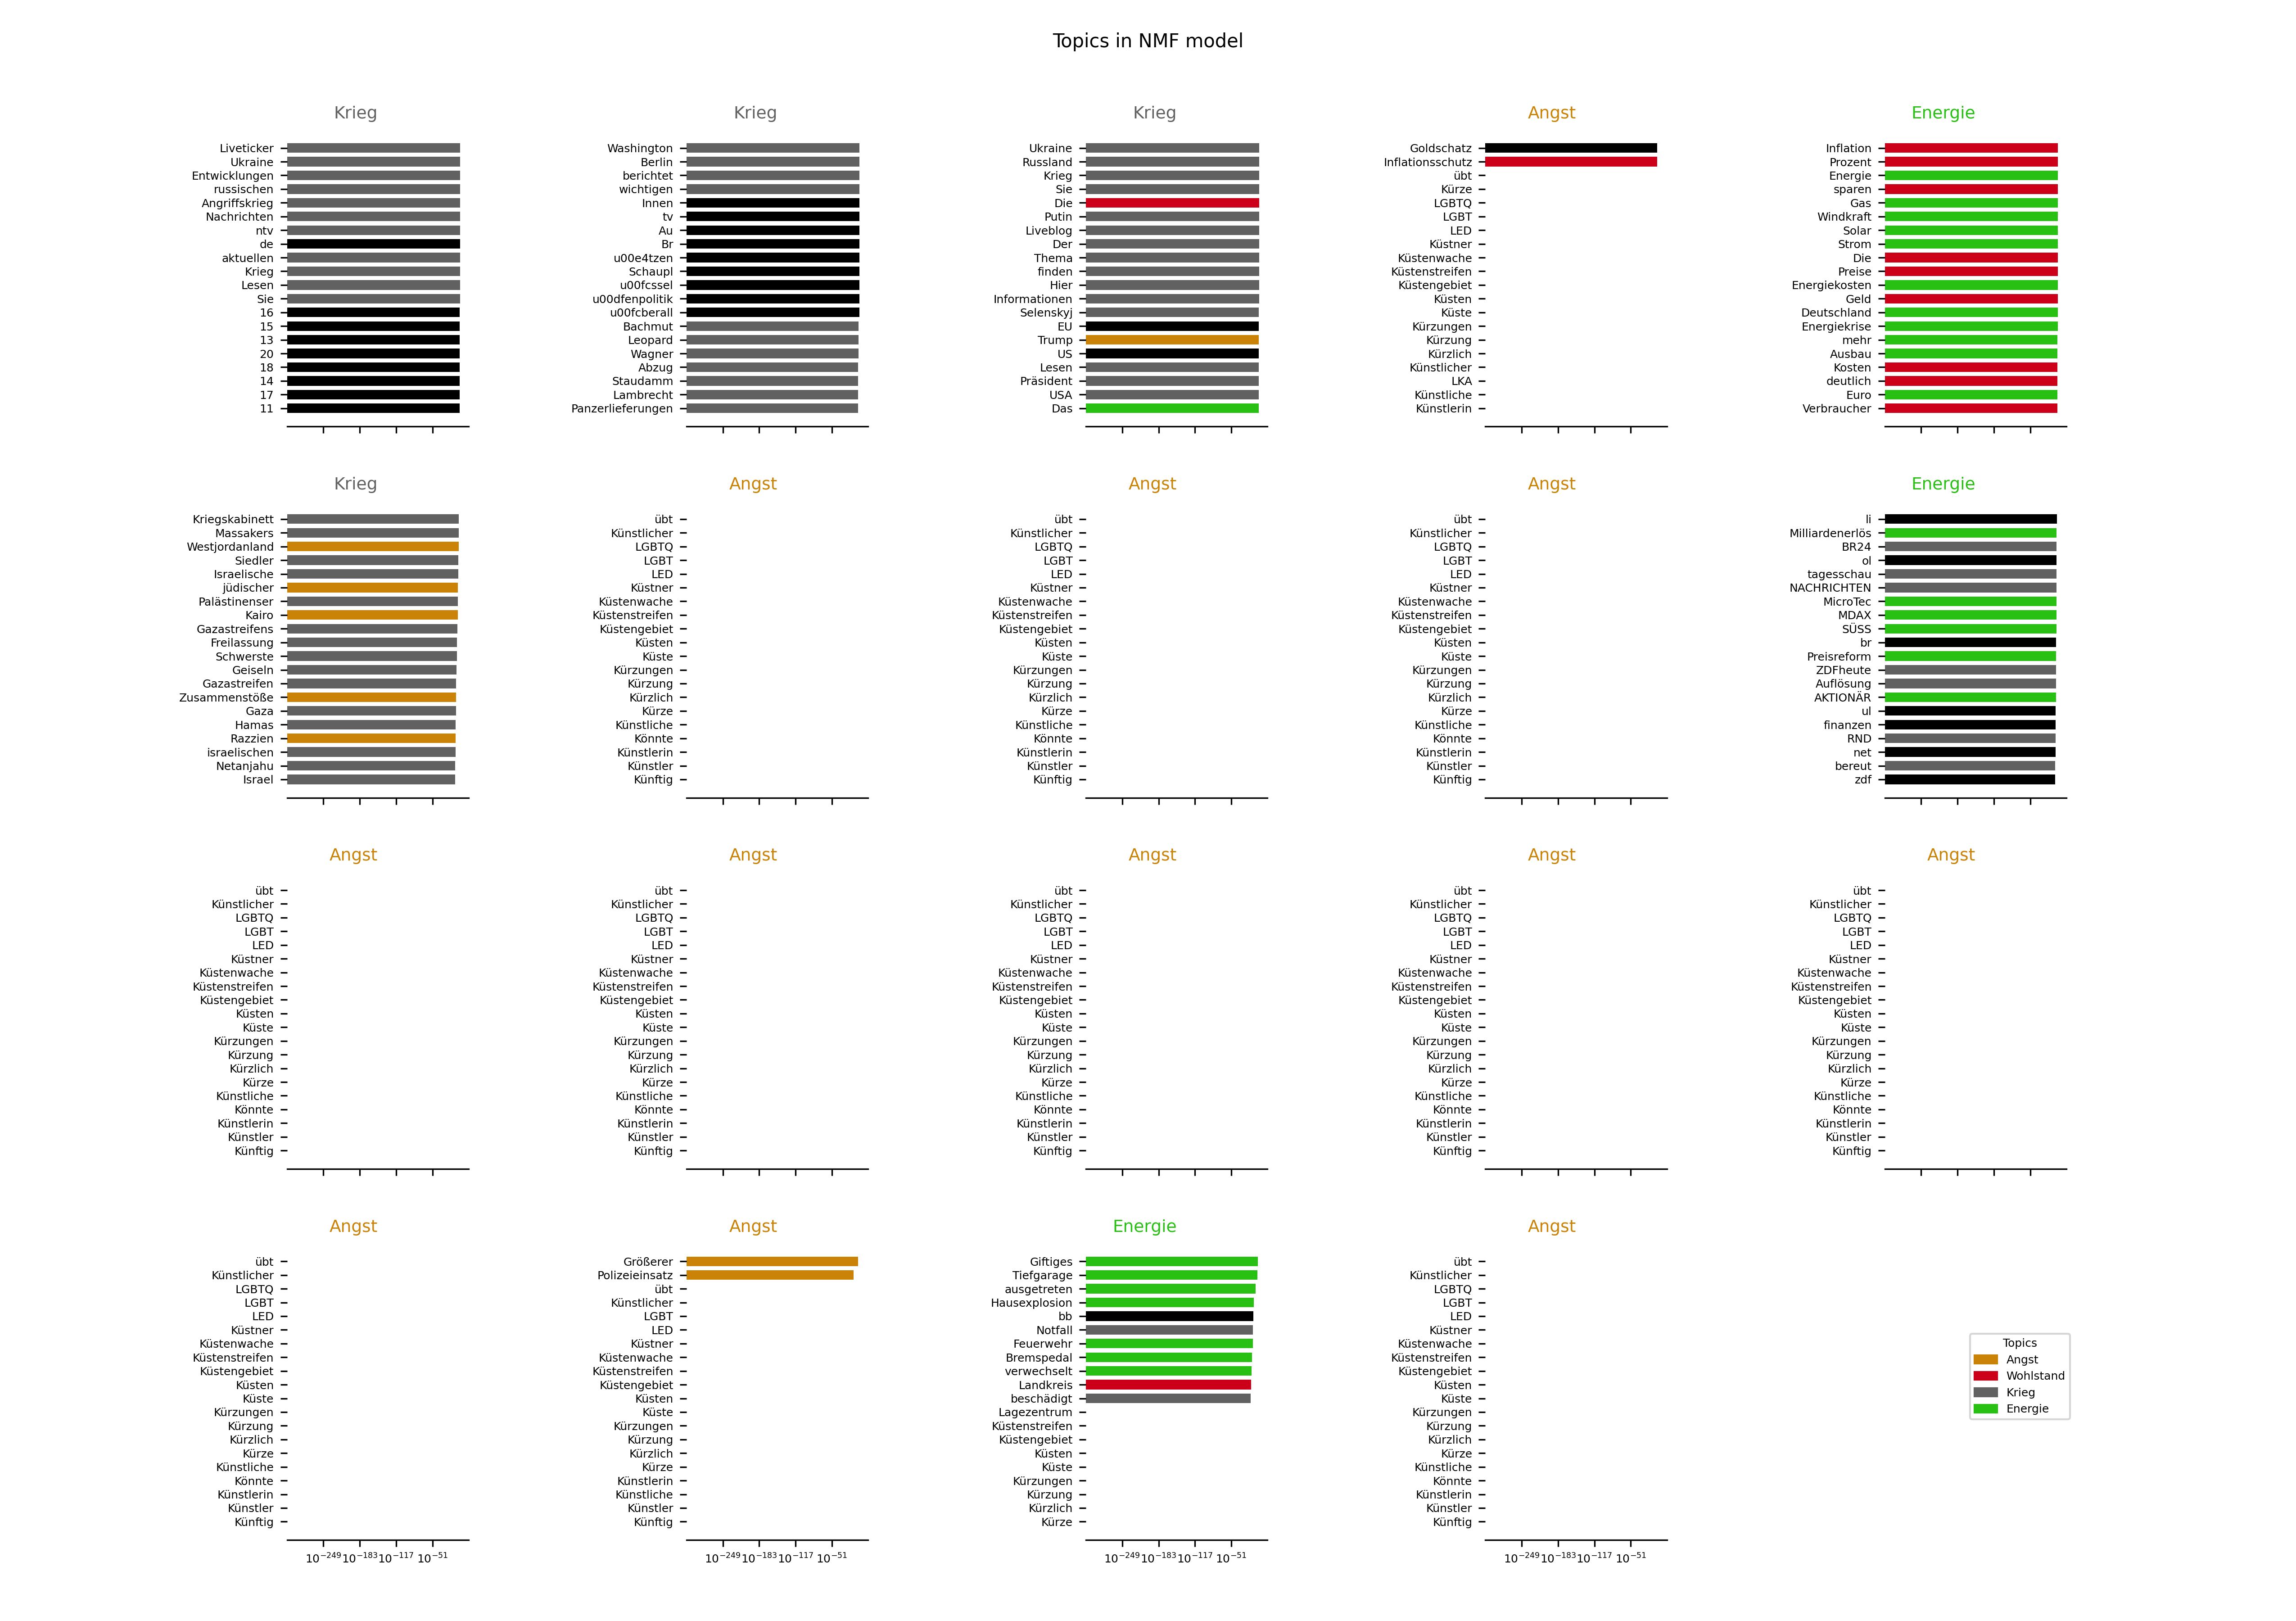 Topics in NMF model
Krieg
Liveticker
Ukraine
Entwicklungen
russischen
Angriffskrieg
Nachrichten
ntv
de
aktuellen
Krieg
Lesen
Sie
16
15
13
20
18
14
17
11
Krieg
Washington
Berlin
berichtet
wichtigen
Innen
tv
Au
Br
u00e4tzen
Schaupl
u00fcssel
u00dfenpolitik
u00fcberall
Bachmut
Leopard
Wagner
Abzug
Staudamm
Lambrecht
Panzerlieferungen
Krieg
Ukraine
Russland
Krieg
Sie
Die
Putin
Liveblog
Der
Thema
finden
Hier
Informationen
Selenskyj
EU
Trump
US
Lesen
Präsident
USA
Das
Angst
Goldschatz
Inflationsschutz
übt
Kürze
LGBTQ
LGBT
LED
Küstner
Küstenwache
Küstenstreifen
Küstengebiet
Küsten
Küste
Kürzungen
Kürzung
Kürzlich
Künstlicher
LKA
Künstliche
Künstlerin
Energie
Inflation
Prozent
Energie
sparen
Gas
Windkraft
Solar
Strom
Die
Preise
Energiekosten
Geld
Deutschland
Energiekrise
mehr
Ausbau
Kosten
deutlich
Euro
Verbraucher
Krieg
Kriegskabinett
Massakers
Westjordanland
Siedler
Israelische
jüdischer
Palästinenser
Kairo
Gazastreifens
Freilassung
Schwerste
Geiseln
Gazastreifen
Zusammenstöße
Gaza
Hamas
Razzien
israelischen
Netanjahu
Israel
Angst
übt
Künstlicher
LGBTQ
LGBT
LED
Küstner
Küstenwache
Küstenstreifen
Küstengebiet
Küsten
Küste
Kürzungen
Kürzung
Kürzlich
Kürze
Künstliche
Könnte
Künstlerin
Künstler
Künftig
Angst
übt
Künstlicher
LGBTQ
LGBT
LED
Küstner
Küstenwache
Küstenstreifen
Küstengebiet
Küsten
Küste
Kürzungen
Kürzung
Kürzlich
Kürze
Künstliche
Könnte
Künstlerin
Künstler
Künftig
Angst
übt
Künstlicher
LGBTQ
LGBT
LED
Küstner
Küstenwache
Küstenstreifen
Küstengebiet
Küsten
Küste
Kürzungen
Kürzung
Kürzlich
Kürze
Künstliche
Könnte
Künstlerin
Künstler
Künftig
Energie
li
Milliardenerlös
BR24
ol
tagesschau
NACHRICHTEN
MicroTec
MDAX
SÜSS
br
Preisreform
ZDFheute
Auflösung
AKTIONÄR
ul
finanzen
RND
net
bereut
zdf
Angst
übt
Künstlicher
LGBTQ
LGBT
LED
Küstner
Küstenwache
Küstenstreifen
Küstengebiet
Küsten
Küste
Kürzungen
Kürzung
Kürzlich
Kürze
Künstliche
Könnte
Künstlerin
Künstler
Künftig
Angst
übt
Künstlicher
LGBTQ
LGBT
LED
Küstner
Küstenwache
Küstenstreifen
Küstengebiet
Küsten
Küste
Kürzungen
Kürzung
Kürzlich
Kürze
Künstliche
Könnte
Künstlerin
Künstler
Künftig
Angst
übt
Künstlicher
LGBTQ
LGBT
LED
Küstner
Küstenwache
Küstenstreifen
Küstengebiet
Küsten
Küste
Kürzungen
Kürzung
Kürzlich
Kürze
Künstliche
Könnte
Künstlerin
Künstler
Künftig
Angst
übt
Künstlicher
LGBTQ
LGBT
LED
Küstner
Küstenwache
Küstenstreifen
Küstengebiet
Küsten
Küste
Kürzungen
Kürzung
Kürzlich
Kürze
Künstliche
Könnte
Künstlerin
Künstler
Künftig
Angst
übt
Künstlicher
LGBTQ
LGBT
LED
Küstner
Küstenwache
Küstenstreifen
Küstengebiet
Küsten
Küste
Kürzungen
Kürzung
Kürzlich
Kürze
Künstliche
Könnte
Künstlerin
Künstler
Künftig
Angst
übt
Künstlicher
LGBTQ
LGBT
LED
Küstner
Küstenwache
Küstenstreifen
Küstengebiet
Küsten
Küste
Kürzungen
Kürzung
Kürzlich
Kürze
Künstliche
Könnte
Künstlerin
Künstler
Künftig
10^-249 10^-183 10^-117 10^-51
Angst
Größerer
Polizeieinsatz
übt
Künstlicher
LGBT
LED
Küstner
Küstenwache
Küstenstreifen
Küstengebiet
Küsten
Küste
Kürzungen
Kürzung
Kürzlich
Kürze
Künstlerin
Künstliche
Künstler
Künftig
10^-249 10^-183 10^-117 10^-51
Energie
Giftiges
Tiefgarage
ausgetreten
Hausexplosion
bb
Notfall
Feuerwehr
Bremspedal
verwechselt
Landkreis
beschädigt
Lagezentrum
Küstenstreifen
Küstengebiet
Küsten
Küste
Kürzungen
Kürzung
Kürzlich
Kürze
10^-249 10^-183 10^-117 10^-51
Angst
übt
Künstlicher
LGBTQ
LGBT
LED
Küstner
Küstenwache
Küstenstreifen
Küstengebiet
Küsten
Küste
Kürzungen
Kürzung
Kürzlich
Kürze
Künstliche
Könnte
Künstlerin
Künstler
Künftig
10^-249 10^-183 10^-117 10^-51
Topics
Angst
Wohlstand
Krieg
Energie